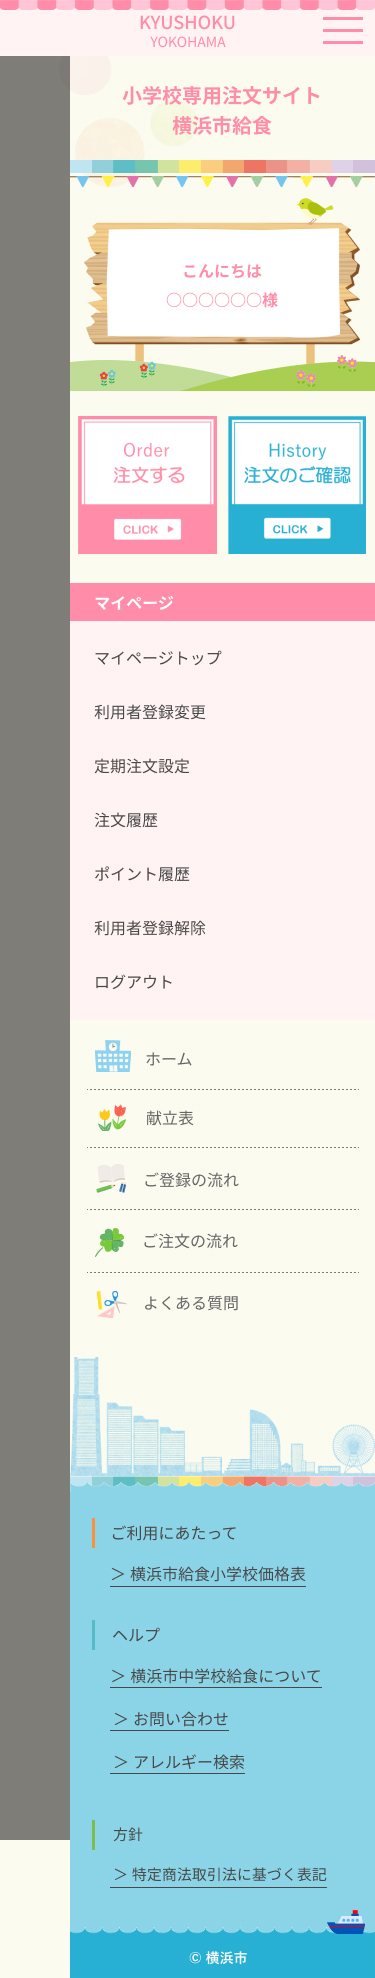 KYUSHOKU
YOKOHAMA
小学校専用注文サイト
横浜市給食
こんにちは
〇〇〇〇〇〇様
Order
注文する
CLICK
History
注文のご確認
CLICK
マイページ
マイページトップ
利用者登録変更
定期注文設定
注文履歴
ポイント履歴
利用者登録解除
ログアウト
ホーム
献立表
ご登録の流れ
ご注文の流れ
よくある質問
ご利用にあたって
＞ 横浜市給食小学校価格表
ヘルプ
＞ 横浜市中学校給食について
＞ お問い合わせ
＞ アレルギー検索
方針
＞ 特定商法取引法に基づく表記
© 横浜市